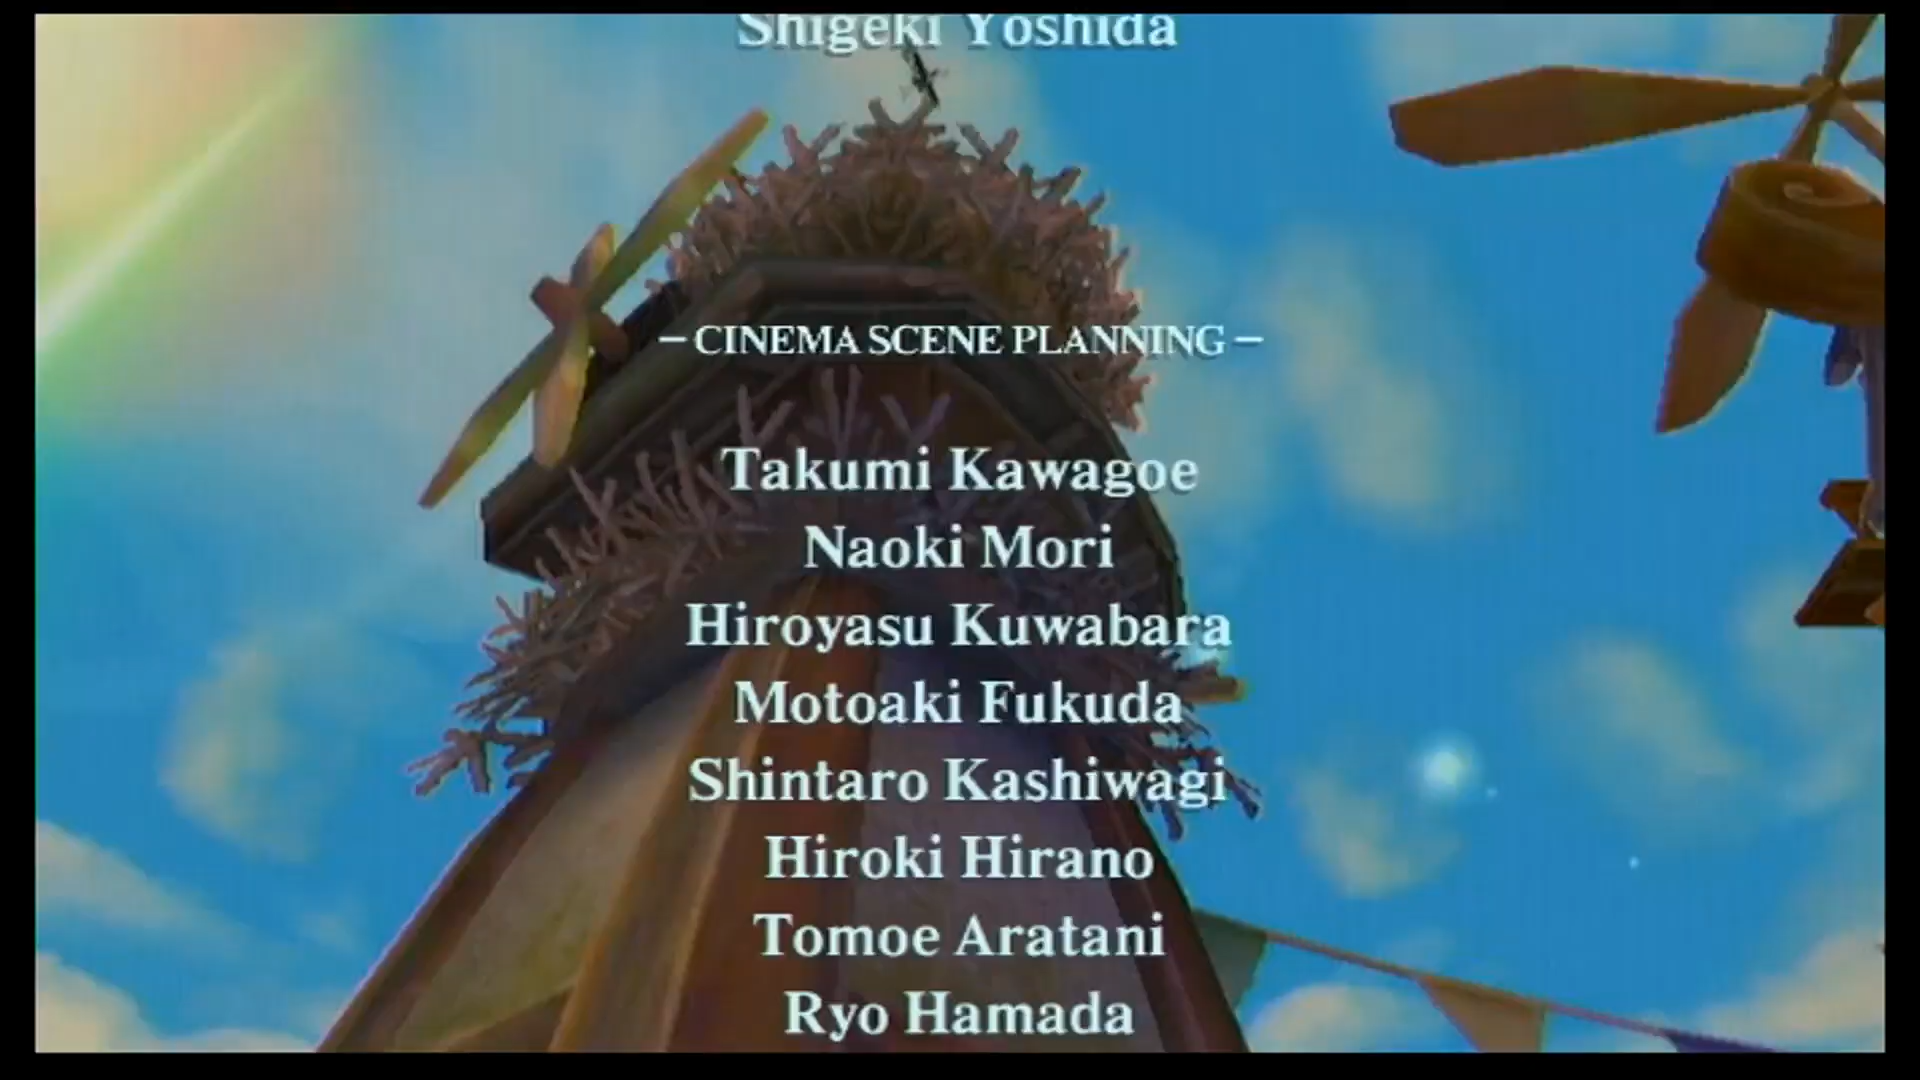 Shigeki Yoshida
– CINEMA SCENE PLANNING –
Takumi Kawagoe
Naoki Mori
Hiroyasu Kuwabara
Motoaki Fukuda
Shintaro Kashiwagi
Hiroki Hirano
Tomoe Aratani
Ryo Hamada